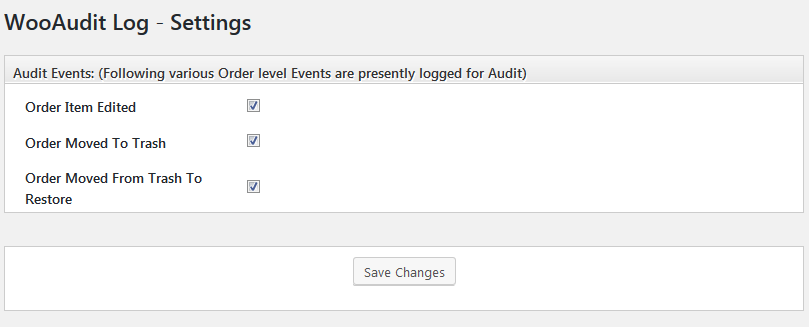 WooAudit Log - Settings
Audit Events: (Following various Order level Events are presently logged for Audit)
Order Item Edited
Order Moved To Trash
Order Moved From Trash To
Restore
Save Changes